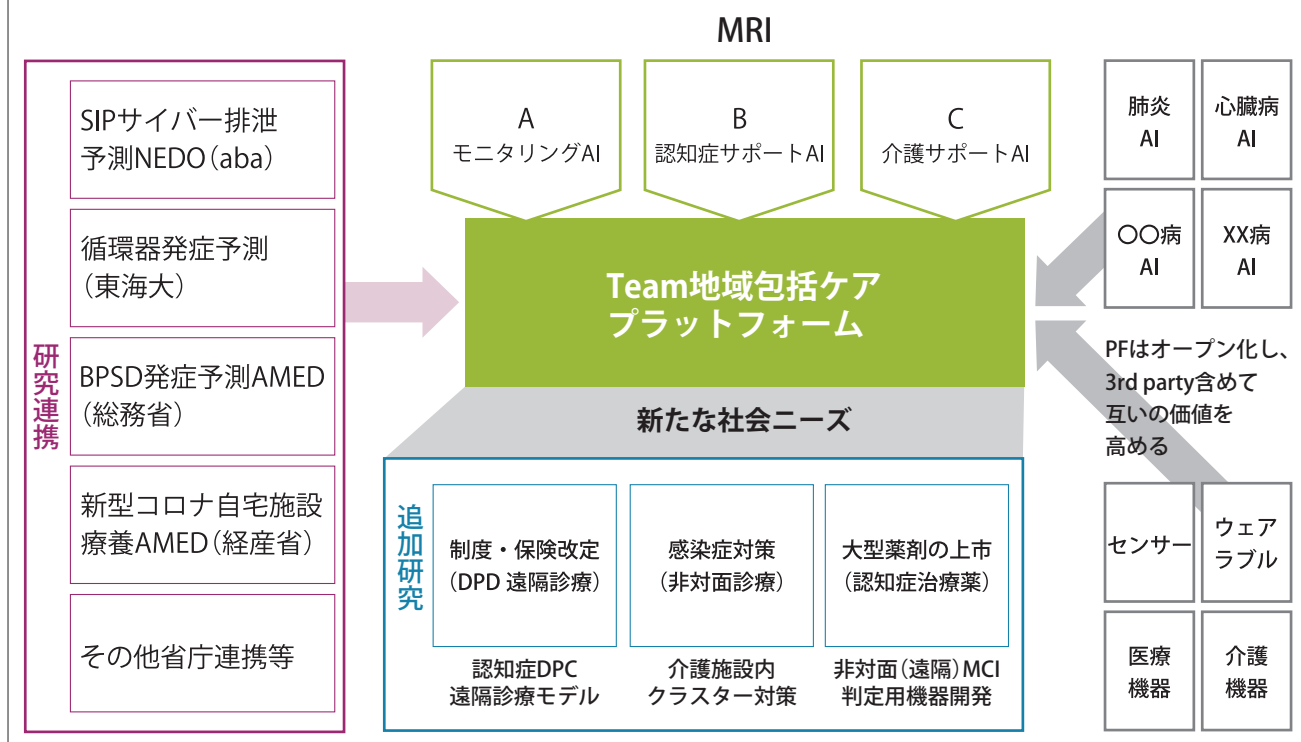 MRI
研究連携
SIPサイバー排泄
予測NEDO(aba)
循環器発症予測
(東海大)
BPSD発症予測AMED
(総務省)
新型コロナ自宅施設
療養AMED(経産省)
その他省庁連携等
A
モニタリングAI
B
認知症サポートAI
C
介護サポートAI
Team地域包括ケア
プラットフォーム
新たな社会ニーズ
追加研究
制度・保険改定
(DPD 遠隔診療)
認知症DPC
遠隔診療モデル
感染症対策
(非対面診療)
介護施設内
クラスター対策
大型薬剤の上市
(認知症治療薬)
非対面(遠隔)MCI
判定用機器開発
肺炎
AI
心臓病
AI
〇〇病
AI
XX病
AI
PFはオープン化し、
3rd party含めて
互いの価値を
高める
センサー
ウェア
ラブル
医療
機器
介護
機器